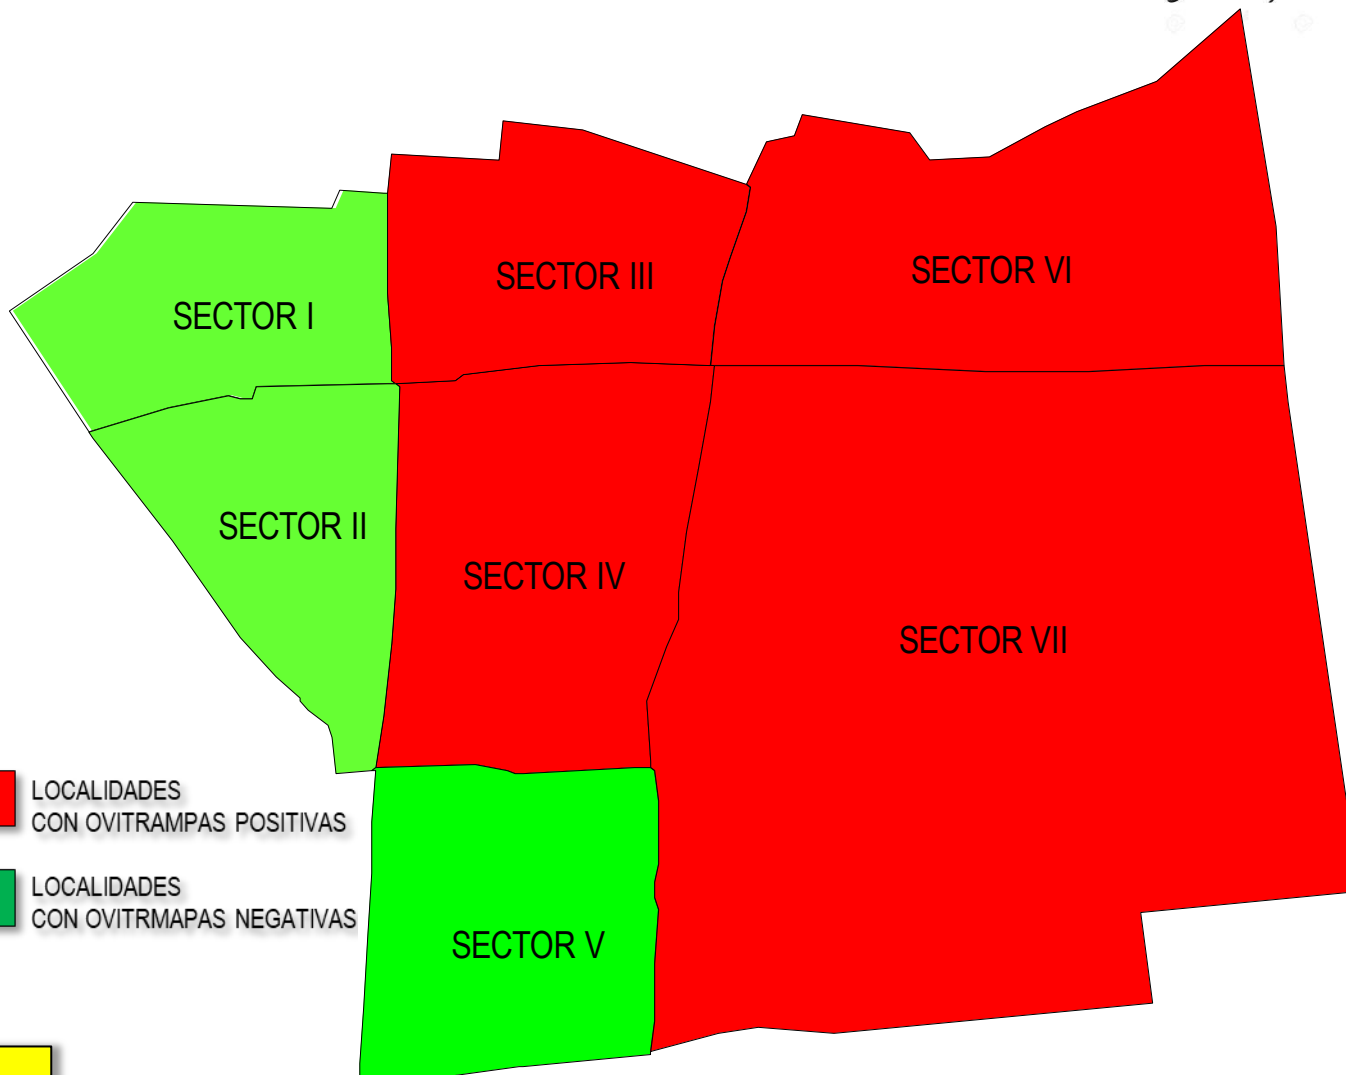 SECTOR VI
SECTOR III
SECTOR I
SECTOR II
SECTOR IV
SECTOR VII
LOCALIDADES
CON OVITRAMPAS POSITIVAS
LOCALIDADES
CON OVITRMAPAS NEGATIVAS
SECTOR V